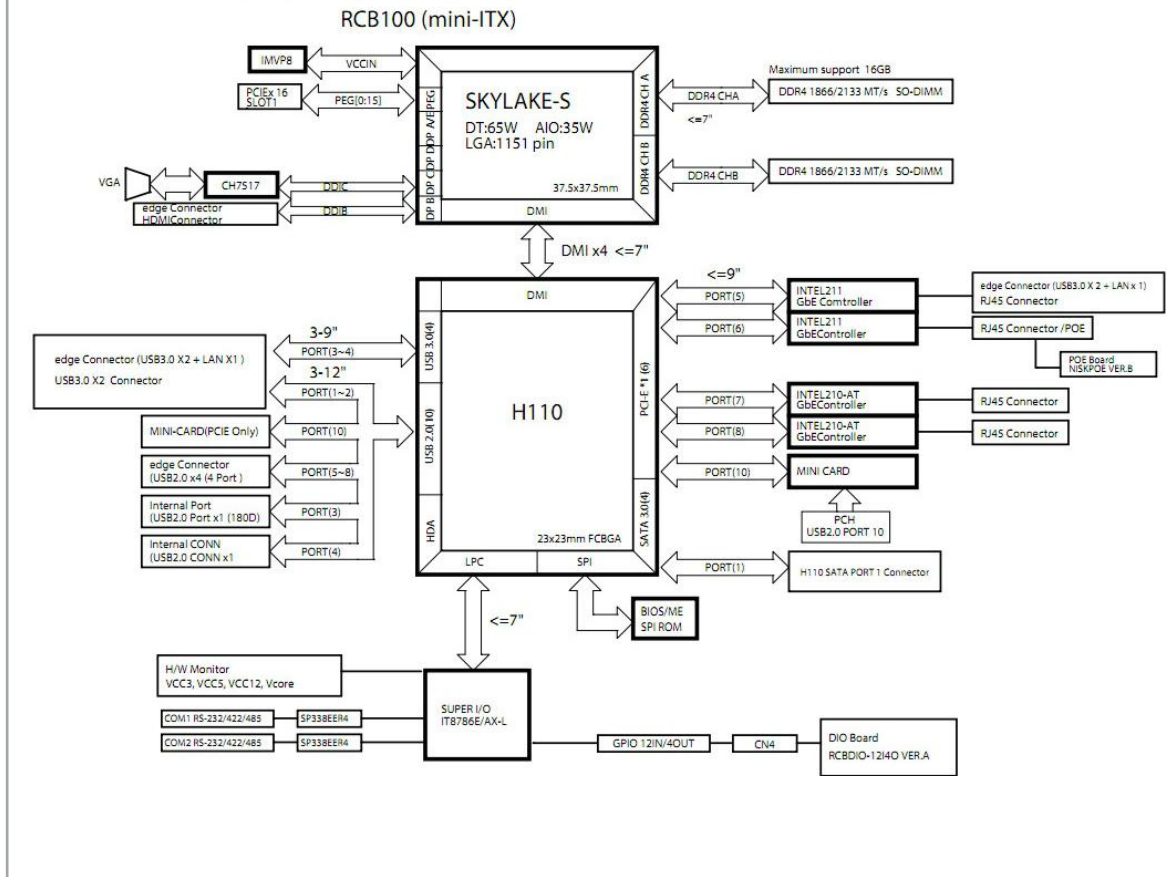 RCB100 (mini-ITX)
IMVP8
VCCIN
PCIEx 16
SLOT1
PEG[0:15]
PEG
DDP A/E
DP C
DP B
SKYLAKE-S
DT:65W AIO:35W
LGA:1151 pin
37.5x37.5mm
DMI
DDR4 CH A
DDR4 CH B
DDR4 CHA
<=7"
Maximum support 16GB
DDR4 1866/2133 MT/s SO-DIMM
DDR4 CHB
DDR4 1866/2133 MT/s SO-DIMM
VGA
CH7517
DDIC
edge Connector
HDMIConnector
DDIB
DMI x4 <=7"
DMI
H110
23x23mm FCBGA
USB 3.0(4)
USB 2.0(10)
HDA
LPC
SPI
PCI-E *1 (6)
SATA 3.0(4)
edge Connector (USB3.0 X2 + LAN X1 )
USB3.0 X2 Connector
3-9"
PORT(3~4)
3-12"
PORT(1~2)
MINI-CARD(PCIE Only)
PORT(10)
edge Connector
(USB2.0 x4 (4 Port )
PORT(5~8)
Internal Port
(USB2.0 Port x1 (180D)
PORT(3)
Internal CONN
(USB2.0 CONN x1
PORT(4)
<=9"
PORT(5)
INTEL211
GbE Comtroller
edge Connector (USB3.0 X 2 + LAN x 1)
RJ45 Connector
PORT(6)
INTEL211
GbEController
RJ45 Connector /POE
POE Board
NISKPOE VER.B
PORT(7)
INTEL210-AT
GbEController
RJ45 Connector
PORT(8)
INTEL210-AT
GbEController
RJ45 Connector
PORT(10)
MINI CARD
PCH
USB2.0 PORT 10
PORT(1)
H110 SATA PORT 1 Connector
<=7"
BIOS/ME
SPI ROM
H/W Monitor
VCC3, VCC5, VCC12, Vcore
COM1 RS-232/422/485
SP338EER4
COM2 RS-232/422/485
SP338EER4
SUPER I/O
IT8786E/AX-L
GPIO 12IN/4OUT
CN4
DIO Board
RCBDIO-12I4O VER.A